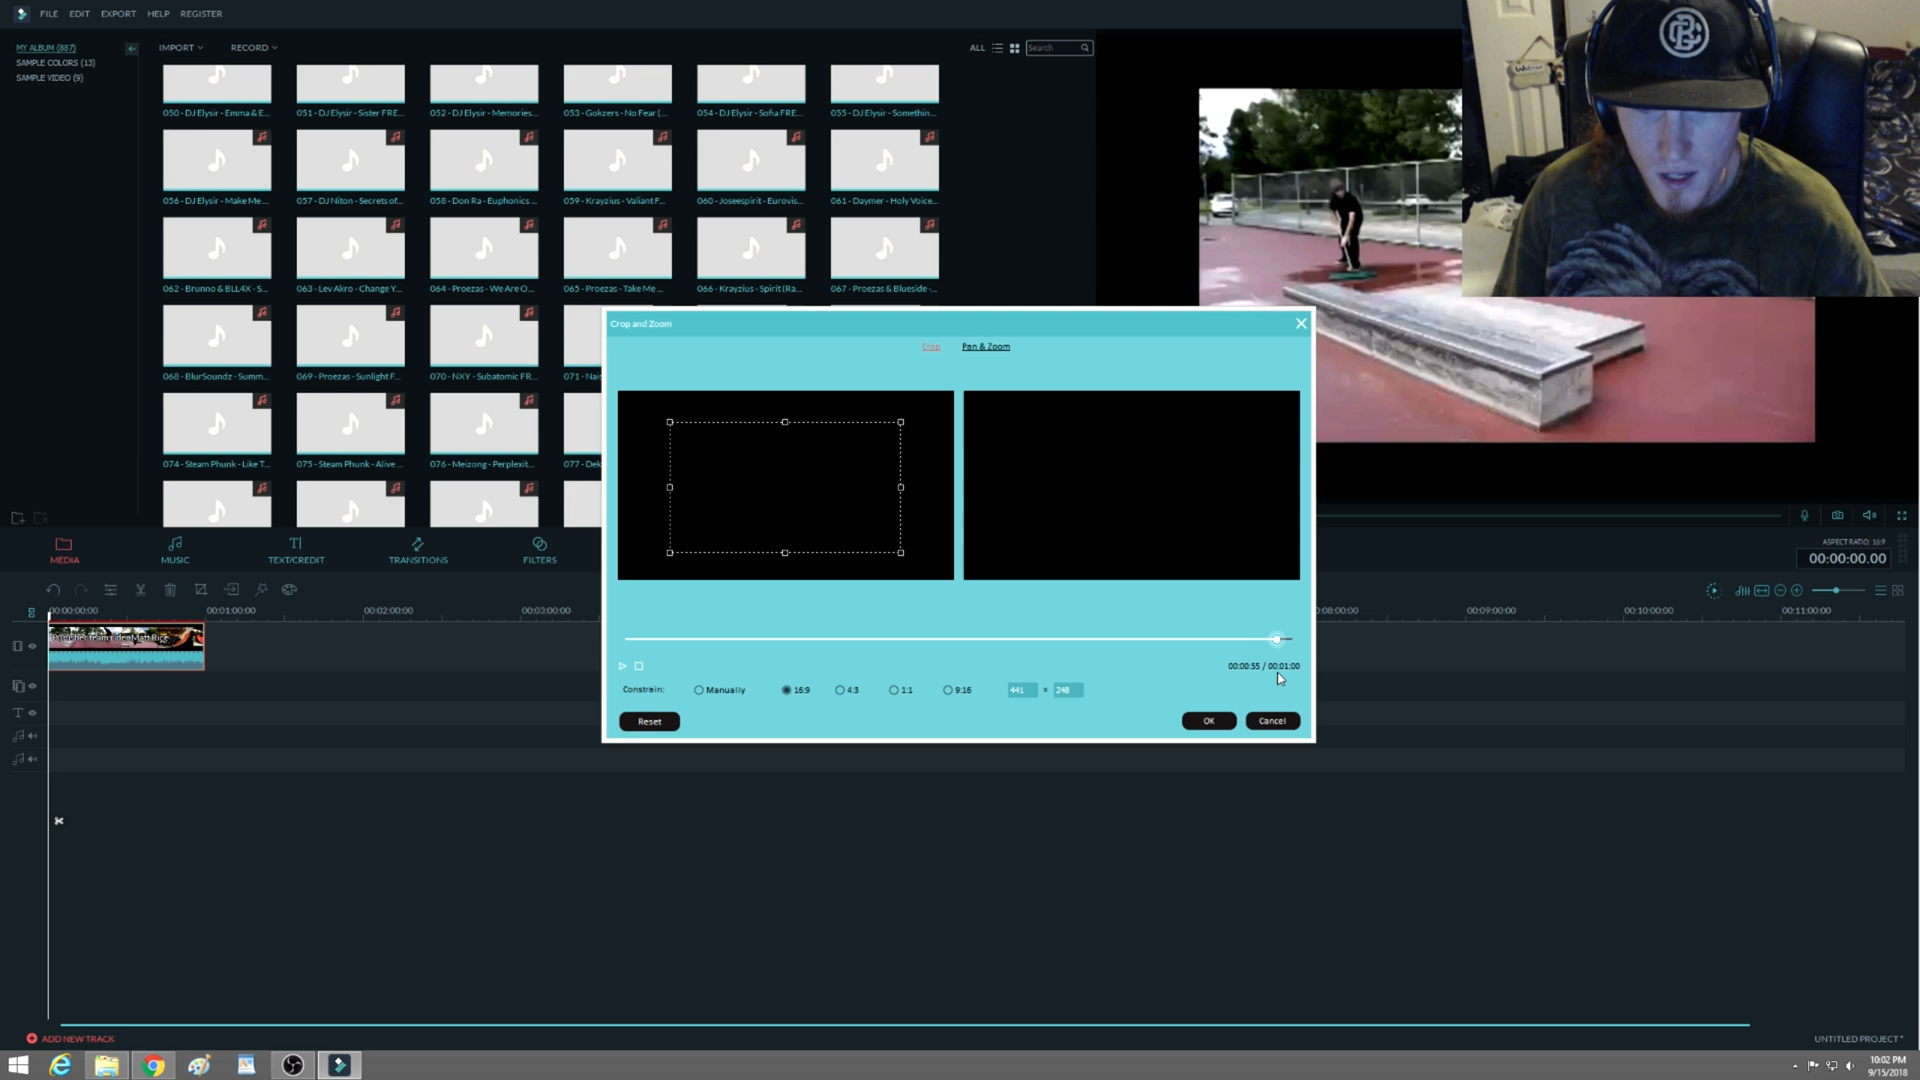 FILE EDIT EXPORT HELP REGISTER
MY ALBUM (887)
SAMPLE COLORS (13)
SAMPLE VIDEO (9)
IMPORT RECORD ALL Search
050 - DJ Elysir - Emma & E... 051 - DJ Elysir - Sister FRE... 052 - DJ Elysir - Memories... 053 - Gokzers - No Fear (... 054 - DJ Elysir - Sofia FRE... 055 - DJ Elysir - Somethin...
056 - DJ Elysir - Make Me ... 057 - DJ Niton - Secrets of... 058 - Don Ra - Euphonics ... 059 - Krayzius - Valiant F... 060 - Joseespirit - Eurovis... 061 - Daymer - Holy Voice...
062 - Brunno & BLL4X - S... 063 - Lev Akro - Change Y... 064 - Proezas - We Are O... 065 - Proezas - Take Me ... 066 - Krayzius - Spirit (Ra... 067 - Proezas & Blueside -...
068 - BlurSoundz - Summ... 069 - Proezas - Sunlight F... 070 - NXY - Subatomic FR... 071 - Nais
074 - Steam Phunk - Like T... 075 - Steam Phunk - Alive ... 076 - Meizong - Perplexit... 077 - Dek
Crop and Zoom
Crop Pan & Zoom
00:00:55 / 00:01:00
Constrain: Manually 16:9 4:3 1:1 9:16 441 × 248
Reset OK Cancel
MEDIA MUSIC TEXT/CREDIT TRANSITIONS FILTERS
ASPECT RATIO: 16:9
00:00:00.00
00:00:00:00 00:01:00:00 00:02:00:00 00:03:00:00 08:00:00 00:09:00:00 00:10:00:00 00:11:00:00
team rider Matt Rice
ADD NEW TRACK
UNTITLED PROJECT*
10:02 PM
9/15/2018